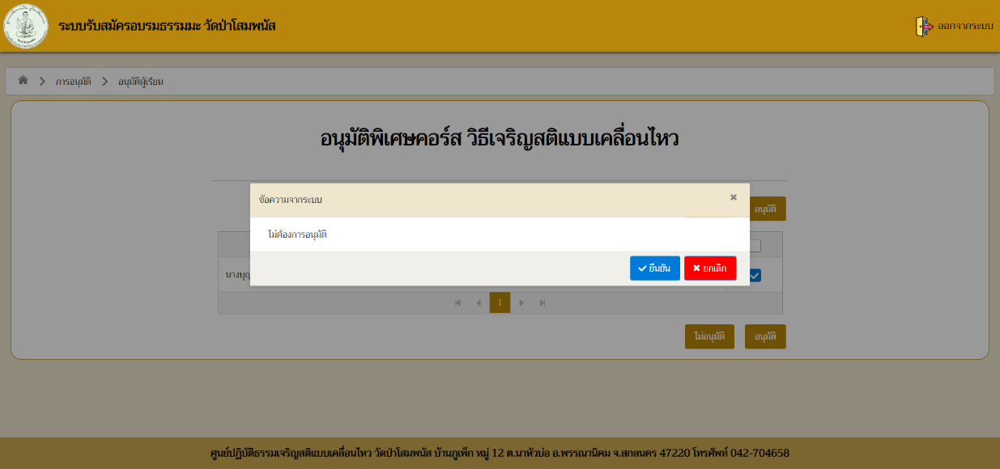 ระบบรับสมัครอบรมธรรมมะ วัดป่าโสมพนัส
ออกจากระบบ
การอนุมัติ
อนุมัติผู้เรียน
อนุมัติพิเศษคอร์ส วิธีเจริญสติแบบเคลื่อนไหว
ข้อความจากระบบ
อนุมัติ
ไม่ต้องการอนุมัติ
ยืนยัน
ยกเลิก
1
ไม่อนุมัติ
อนุมัติ
ศูนย์ปฏิบัติธรรมเจริญสติแบบเคลื่อนไหว วัดป่าโสมพนัส บ้านภูเพ็ก หมู่ 12 ต.นาหัวบ่อ อ.พรรณานิคม จ.สกลนคร 47220 โทรศัพท์ 042-704658